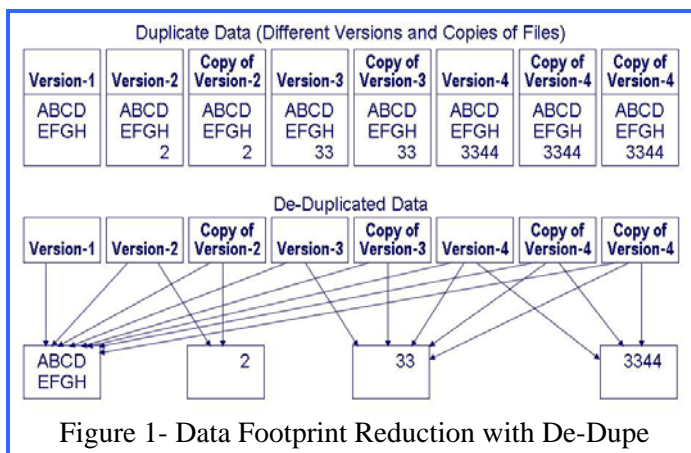 Duplicate Data (Different Versions and Copies of Files)
Version-1 Version-2 Copy of Version-2 Version-3 Copy of Version-3 Version-4 Copy of Version-4 Copy of Version-4
ABCD ABCD ABCD ABCD ABCD ABCD ABCD ABCD
EFGH EFGH EFGH EFGH EFGH EFGH EFGH EFGH
2 2 33 33 3344 3344 3344
De-Duplicated Data
Version-1 Version-2 Copy of Version-2 Version-3 Copy of Version-3 Version-4 Copy of Version-4 Copy of Version-4
ABCD 2 33 3344
EFGH
Figure 1- Data Footprint Reduction with De-Dupe